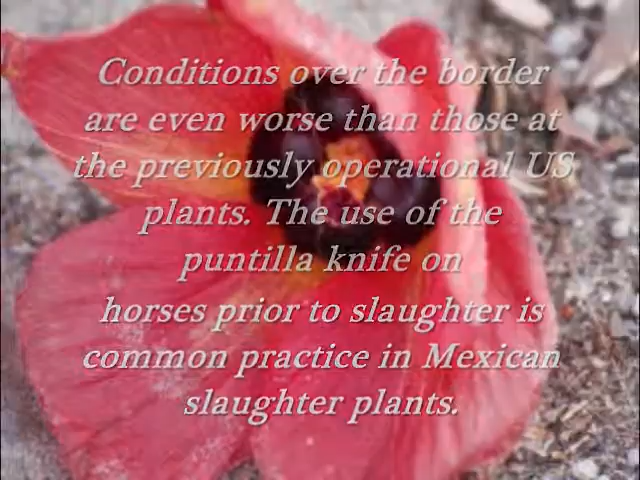 Conditions over the border
are even worse than those at
the previously operational US
plants. The use of the
puntilla knife on
horses prior to slaughter is
common practice in Mexican
slaughter plants.